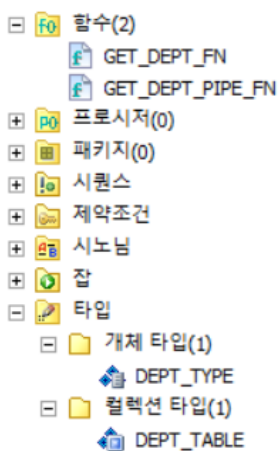 함수(2)
GET_DEPT_FN
GET_DEPT_PIPE_FN
프로시저(0)
패키지(0)
시퀀스
제약조건
시노님
잡
타입
개체 타입(1)
DEPT_TYPE
컬렉션 타입(1)
DEPT_TABLE